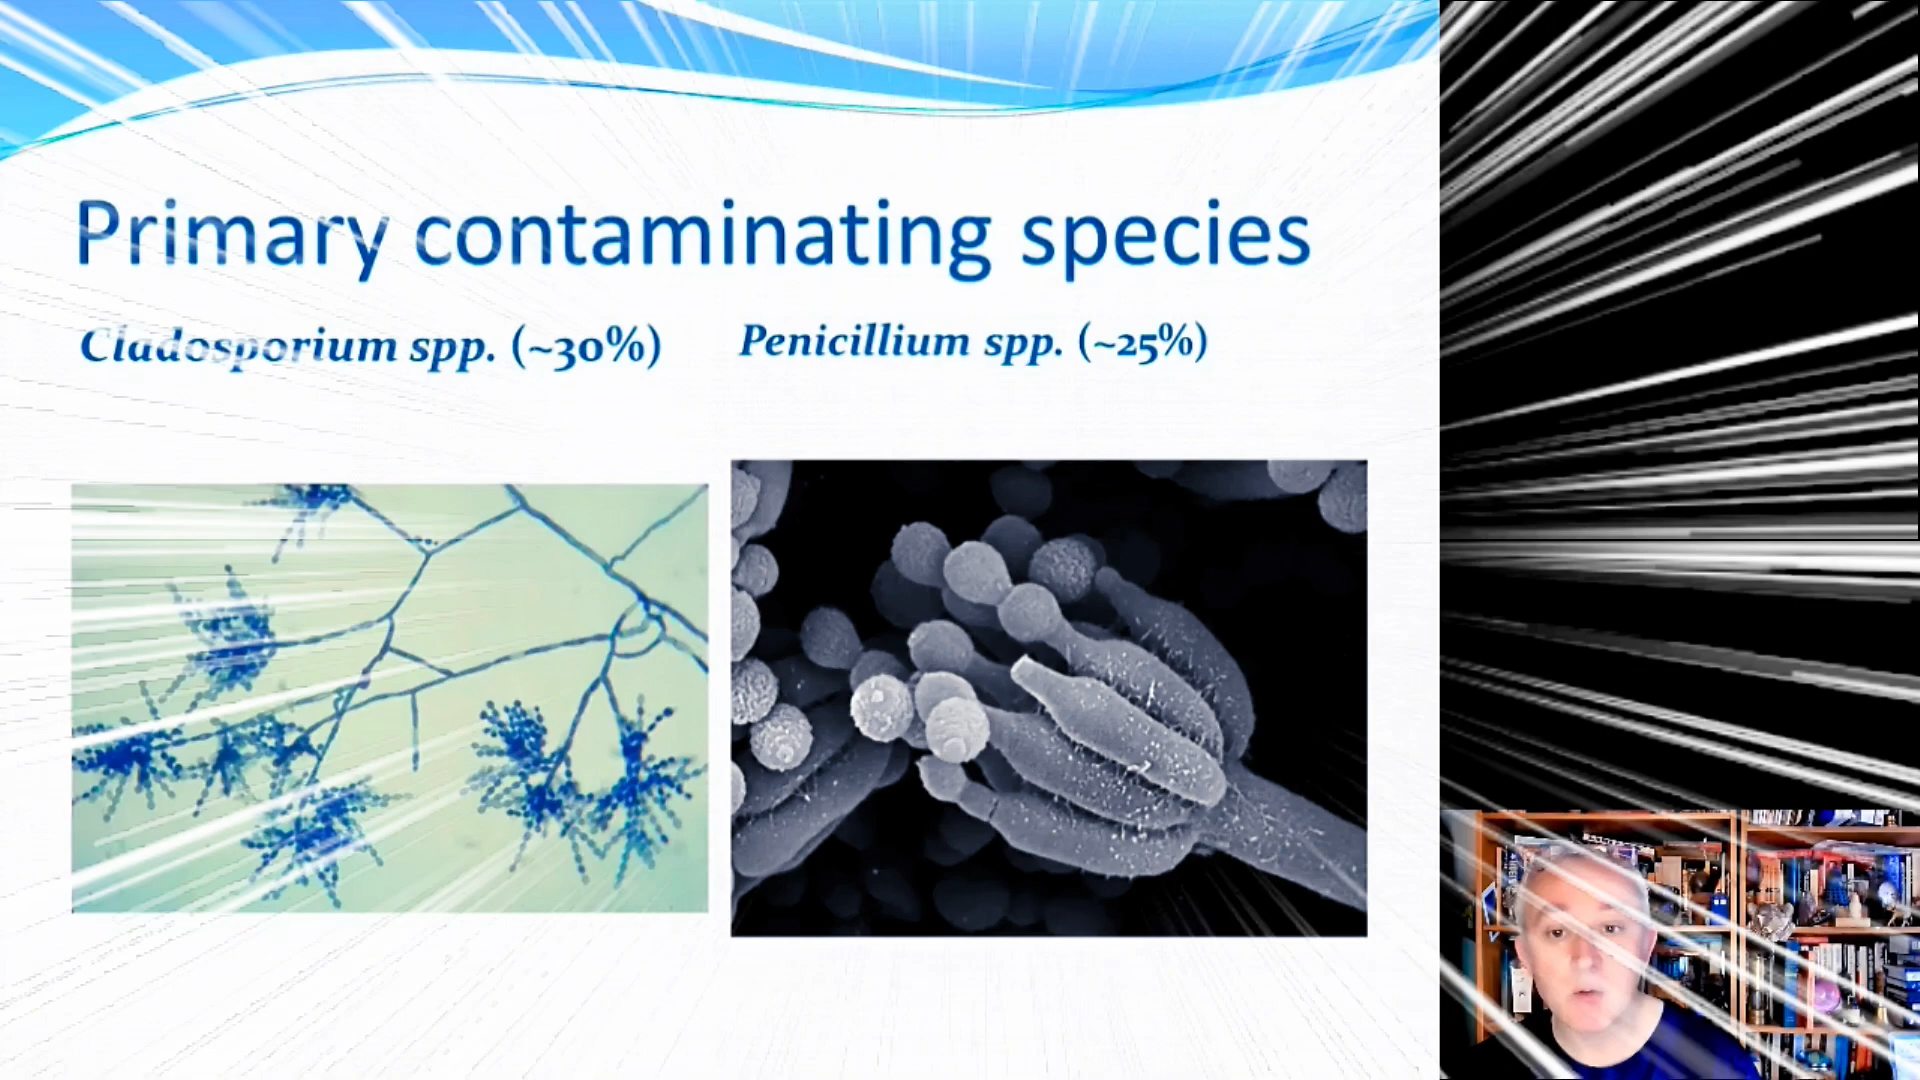 Primary contaminating species
Cladosporium spp. (~30%)
Penicillium spp. (~25%)